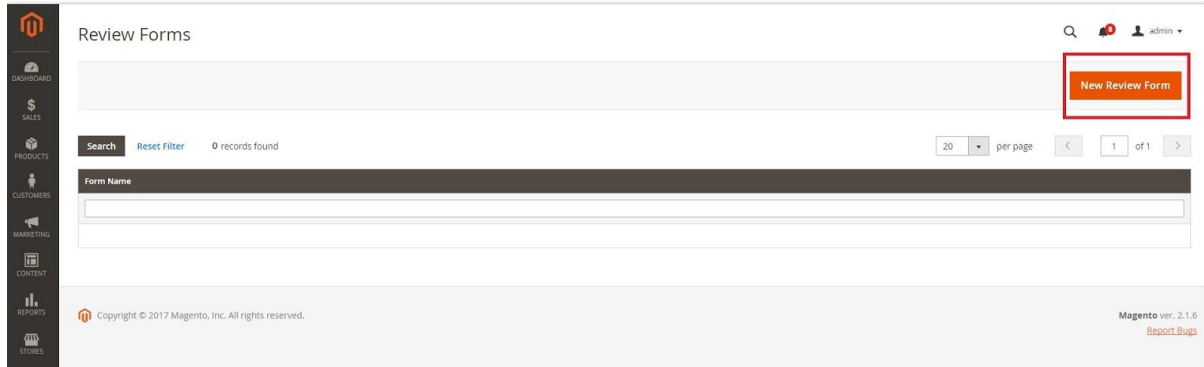 Review Forms
8
admin
DASHBOARD
New Review Form
SALES
Search Reset Filter 0 records found 20 per page 1 of 1
PRODUCTS
Form Name
CUSTOMERS
MARKETING
CONTENT
REPORTS
Copyright © 2017 Magento, Inc. All rights reserved. Magento ver. 2.1.6
Report Bugs
STORES